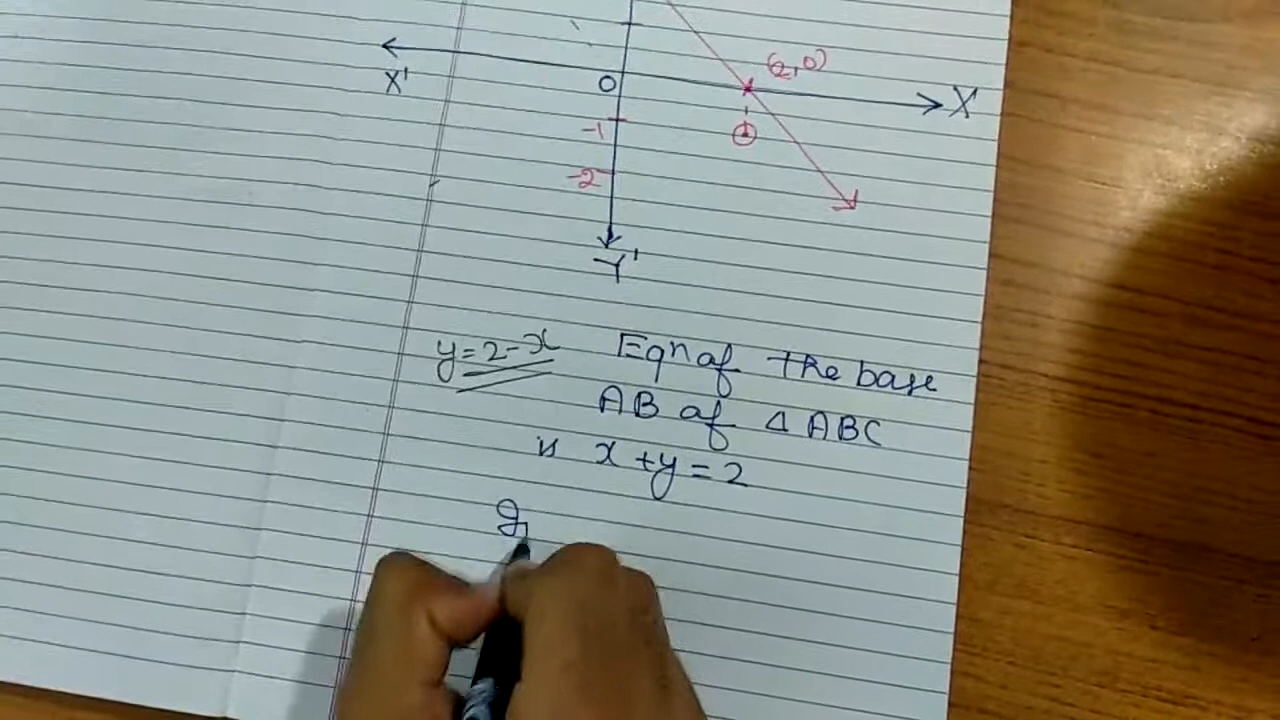 (2,0)
X' 0 X
-1
-2
Y'
y=2-x Eqn of the base
AB of △ABC
is x+y=2